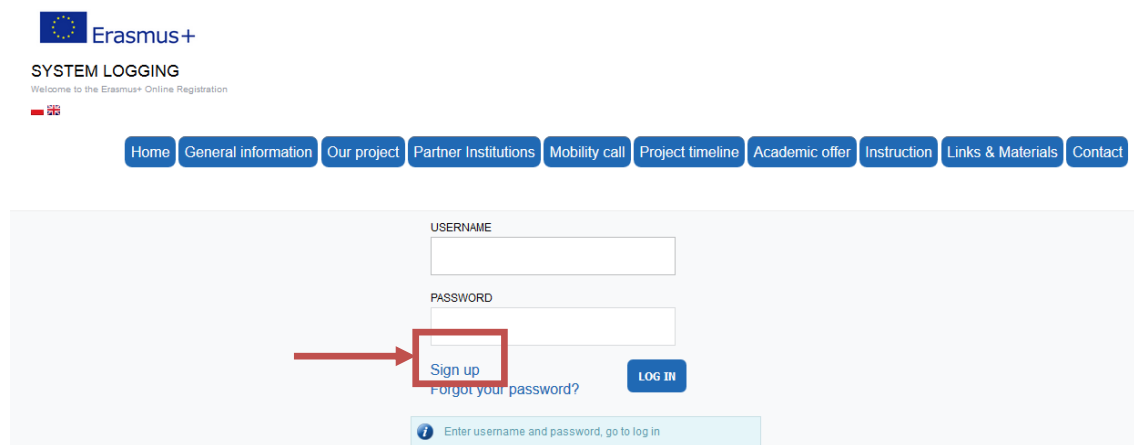 Erasmus+
SYSTEM LOGGING
Welcome to the Erasmus+ Online Registration
Home General information Our project Partner Institutions Mobility call Project timeline Academic offer Instruction Links & Materials Contact
USERNAME
PASSWORD
Sign up
LOG IN
Forgot your password?
Enter username and password, go to log in